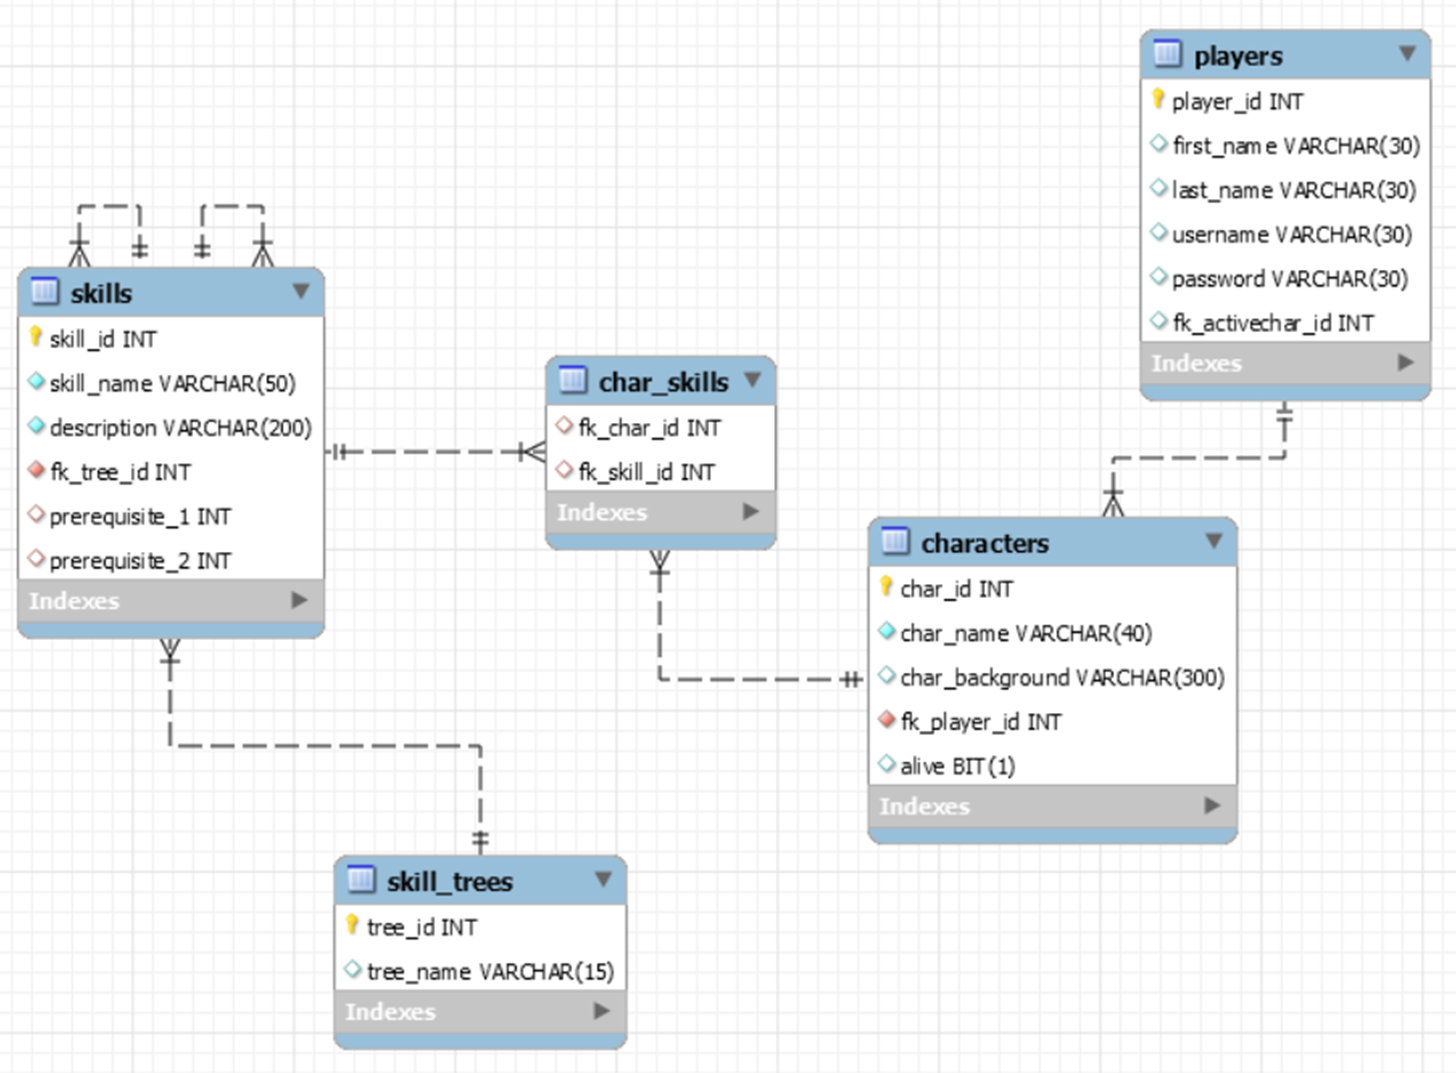 players
player_id INT
first_name VARCHAR(30)
last_name VARCHAR(30)
username VARCHAR(30)
password VARCHAR(30)
fk_activechar_id INT
Indexes
skills
skill_id INT
skill_name VARCHAR(50)
description VARCHAR(200)
fk_tree_id INT
prerequisite_1 INT
prerequisite_2 INT
Indexes
char_skills
fk_char_id INT
fk_skill_id INT
Indexes
characters
char_id INT
char_name VARCHAR(40)
char_background VARCHAR(300)
fk_player_id INT
alive BIT(1)
Indexes
skill_trees
tree_id INT
tree_name VARCHAR(15)
Indexes